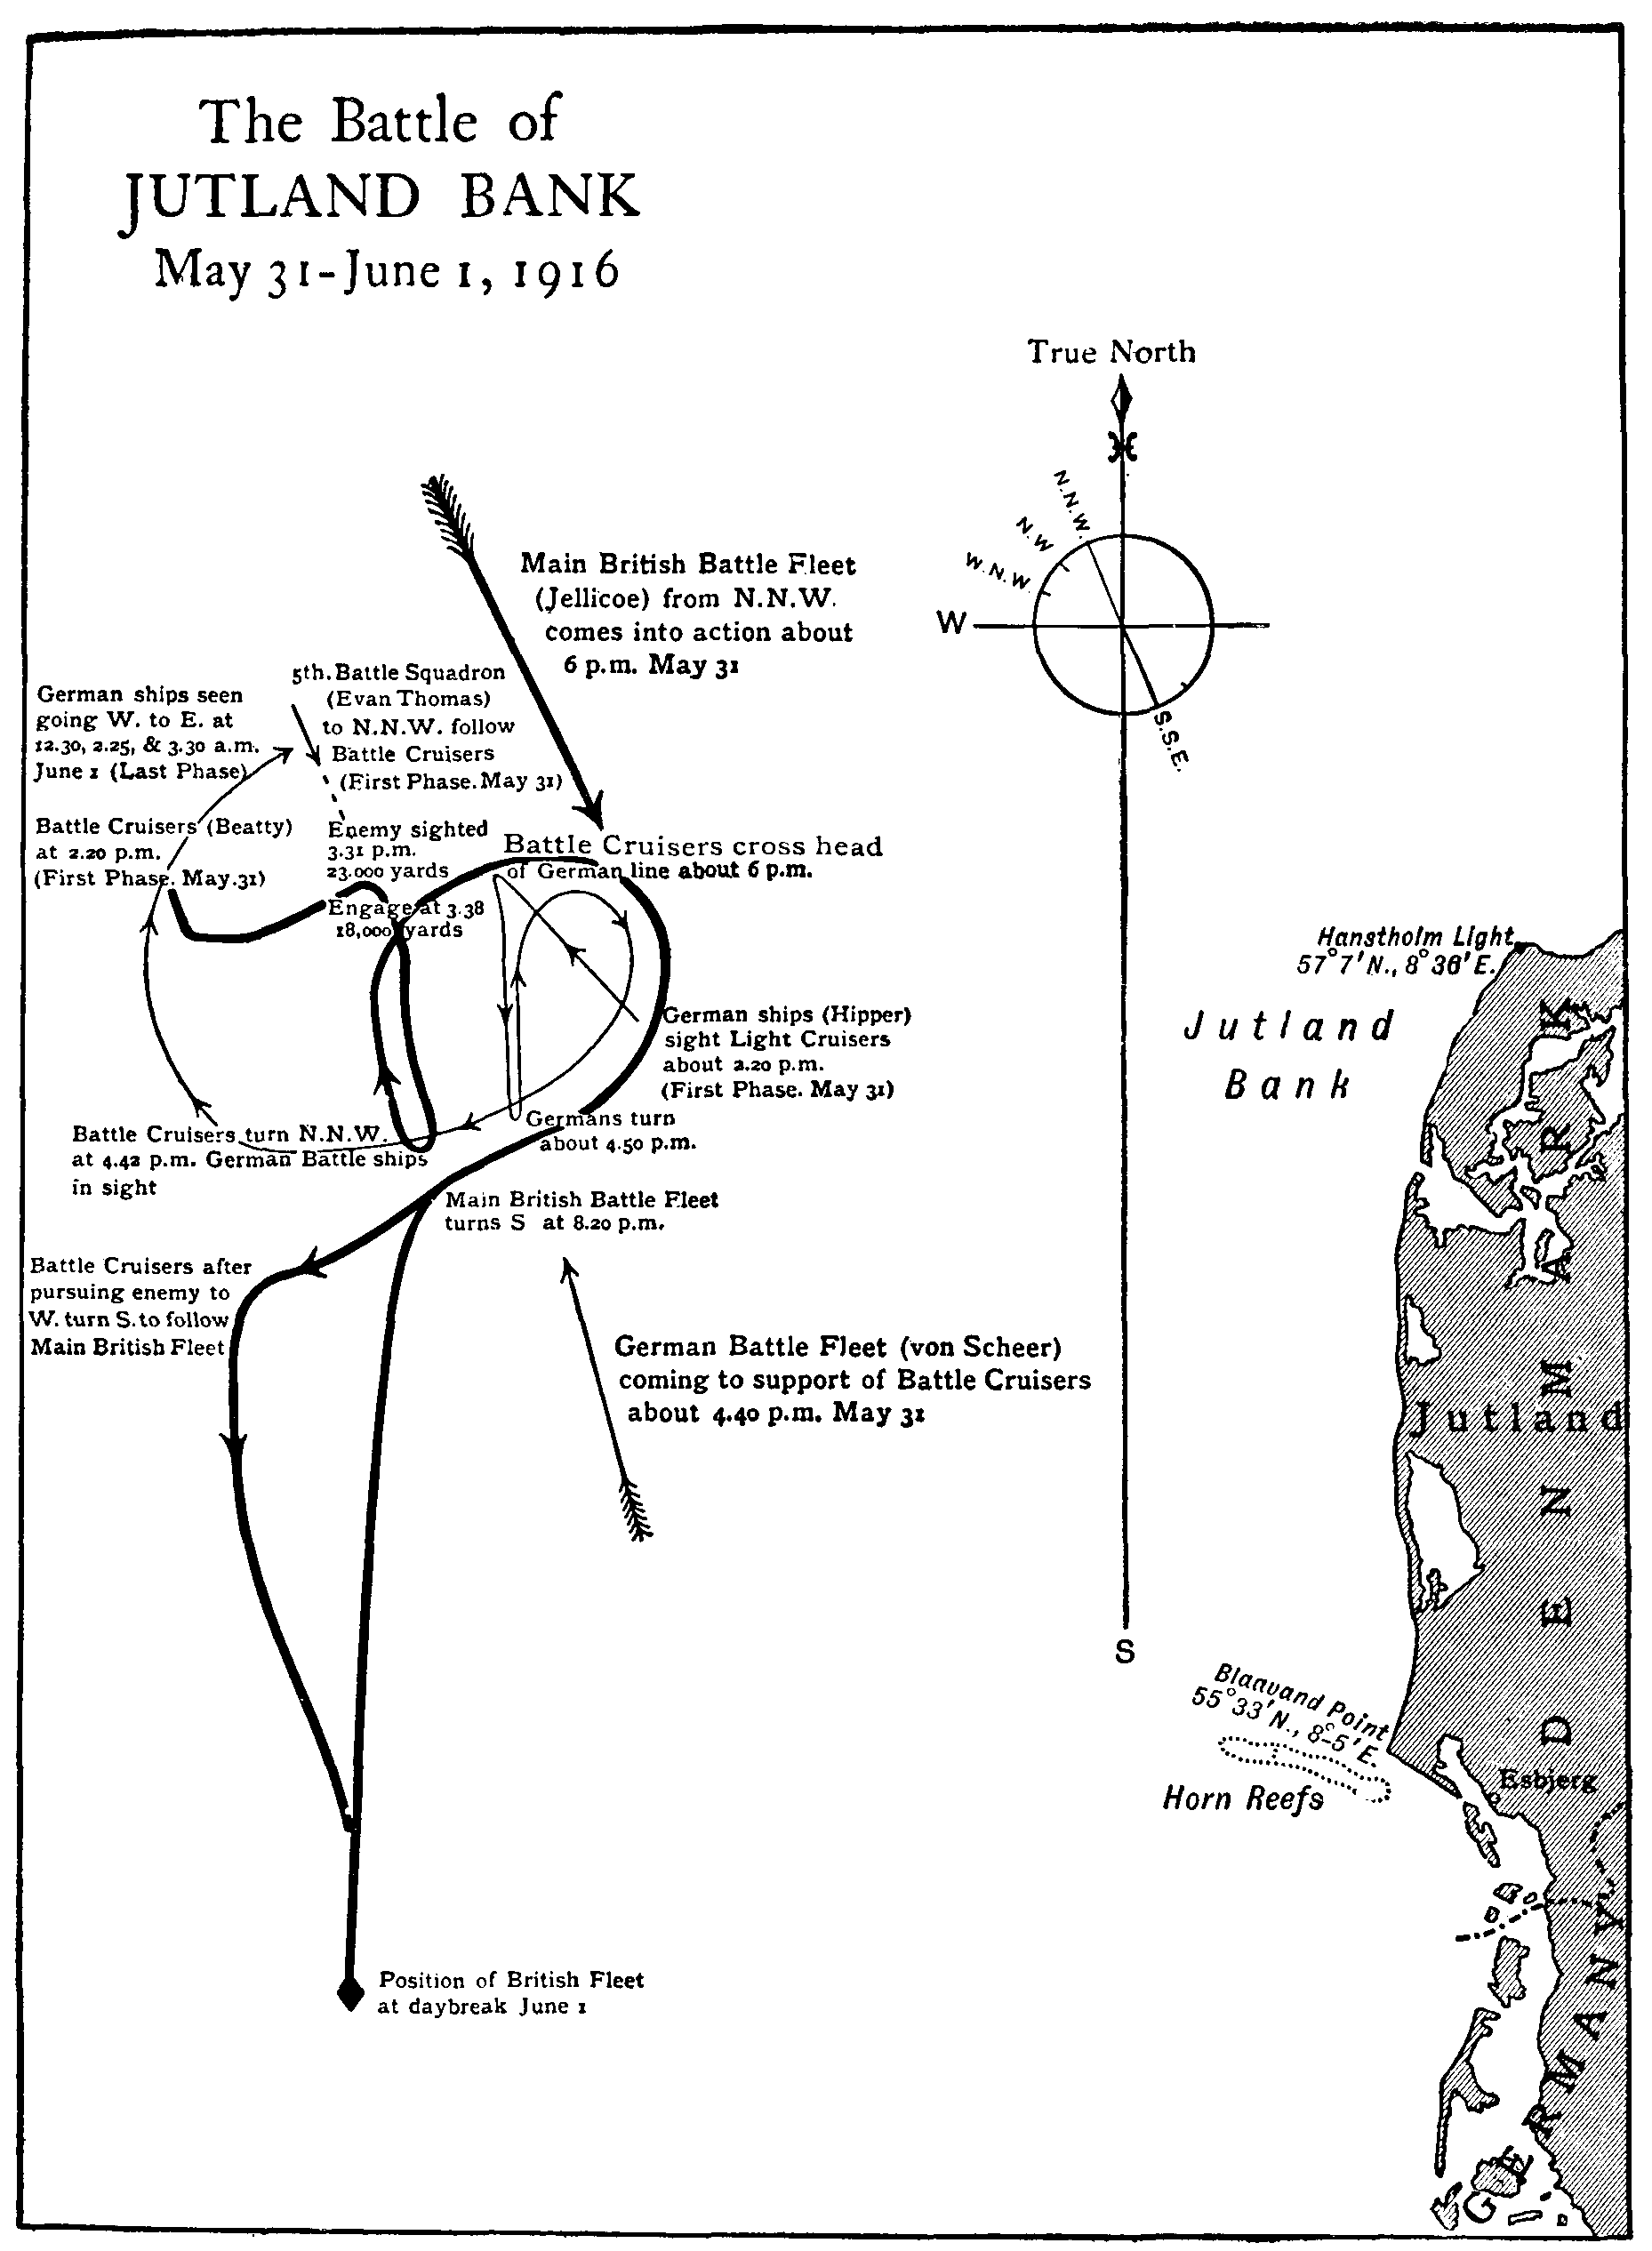 The Battle of
JUTLAND BANK
May 31-June 1, 1916
True North
N.N.W.
N.W
W.N.W.
W
S.S.E.
S
Main British Battle Fleet
(Jellicoe) from N.N.W.
comes into action about
6 p.m. May 31
5th. Battle Squadron
(Evan Thomas)
to N.N.W. follow
Battle Cruisers
(First Phase. May 31)
German ships seen
going W. to E. at
12.30, 2.25, & 3.30 a.m.
June 1 (Last Phase)
Battle Cruisers (Beatty)
at 2.20 p.m.
(First Phase. May.31)
Enemy sighted
3.31 p.m.
23.000 yards
Engage at 3.38
18,000 yards
Battle Cruisers cross head
of German line about 6 p.m.
German ships (Hipper)
sight Light Cruisers
about 2.20 p.m.
(First Phase. May 31)
Germans turn
about 4.50 p.m.
Battle Cruisers turn N.N.W.
at 4.42 p.m. German Battle ships
in sight
Main British Battle Fleet
turns S at 8.20 p.m.
Battle Cruisers after
pursuing enemy to
W. turn S. to follow
Main British Fleet
German Battle Fleet (von Scheer)
coming to support of Battle Cruisers
about 4.40 p.m. May 31
Position of British Fleet
at daybreak June 1
Hanstholm Light
57°7'N., 8°36'E.
Jutland
Bank
DENMARK
Jutland
Blaavand Point
55°33'N., 8°5'E.
Horn Reefs
Esbjerg
GERMANY